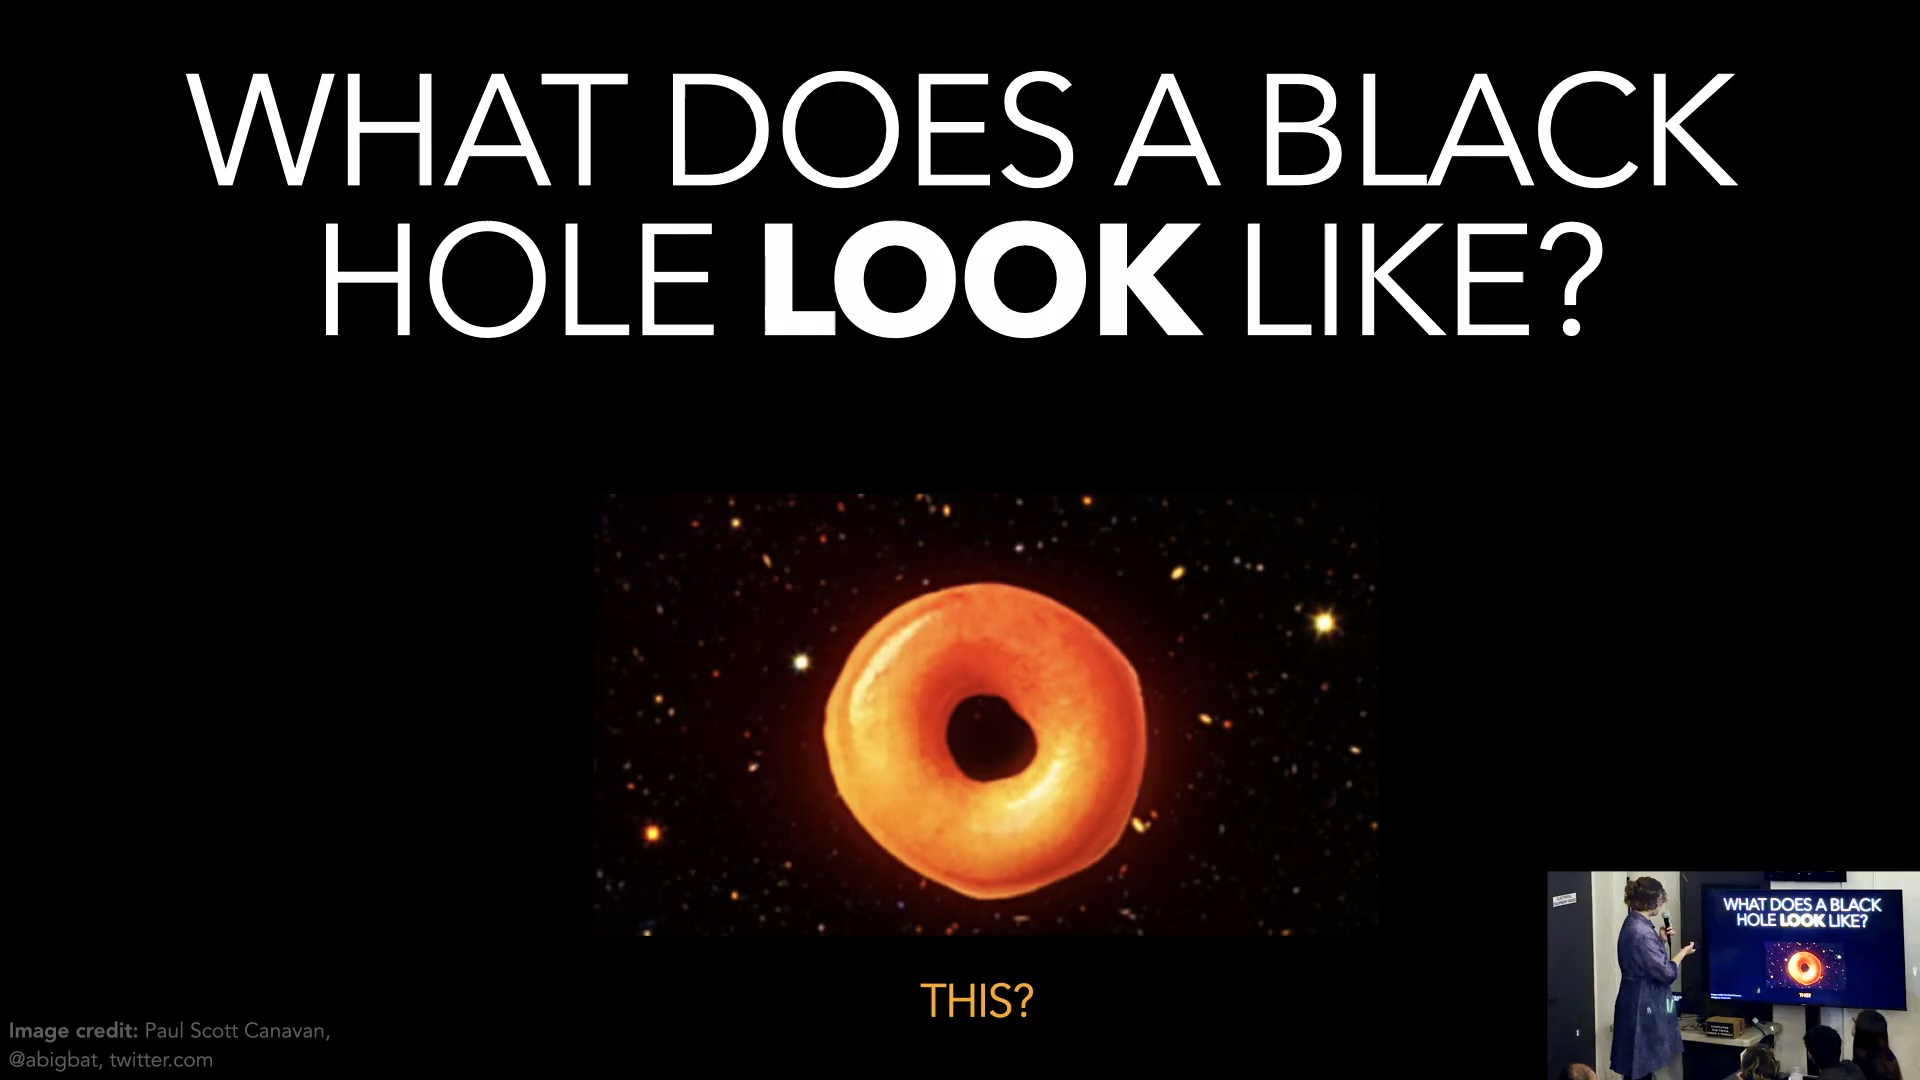 WHAT DOES A BLACK
HOLE LOOK LIKE?
THIS?
Image credit: Paul Scott Canavan,
@abigbat, twitter.com
WHAT DOES A BLACK
HOLE LOOK LIKE?
THIS?